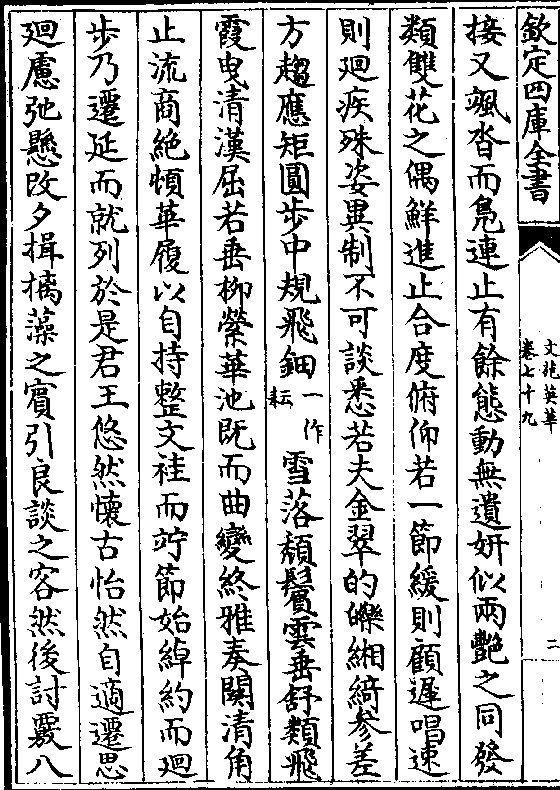 欽定四庫全書
文苑英華
卷七十九
二
接又颯沓而鳧連止有餘態動無遺妍似兩艷之同發
類雙花之偶鮮進止合度俯仰若一節緩則顧遲唱速
則廻疾殊姿異制不可談悉若夫金翠的皪緗綺參差
方趨應矩圓步中規飛鈿一作耘雪落頹鬢雲垂舒類飛
霞曳清漢屈若垂柳縈華池既而曲變終雅奏闋清角
止流商絶頓華履以自持整文袿而竚節始綽約而廻
步乃遷延而就列於是君王悠然懷古怡然自適遷思
廻慮弛懸改夕揖摛藻之賓引良談之客然後討覈八